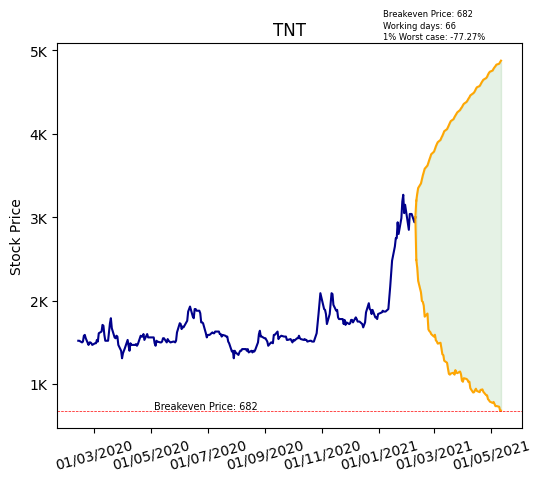 Breakeven Price: 682
Working days: 66
1% Worst case: -77.27%
TNT
5K
4K
3K
2K
1K
Stock Price
Breakeven Price: 682
01/03/2020
01/05/2020
01/07/2020
01/09/2020
01/11/2020
01/01/2021
01/03/2021
01/05/2021